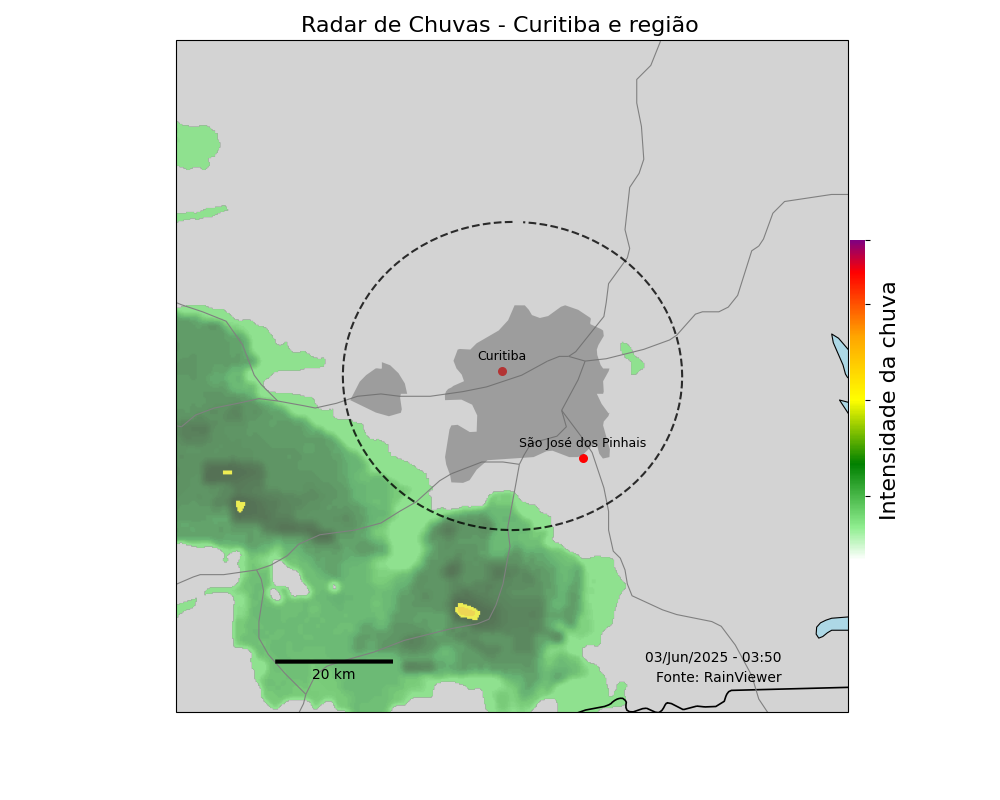 Radar de Chuvas - Curitiba e região
Curitiba
São José dos Pinhais
Intensidade da chuva
03/Jun/2025 - 03:50
Fonte: RainViewer
20 km